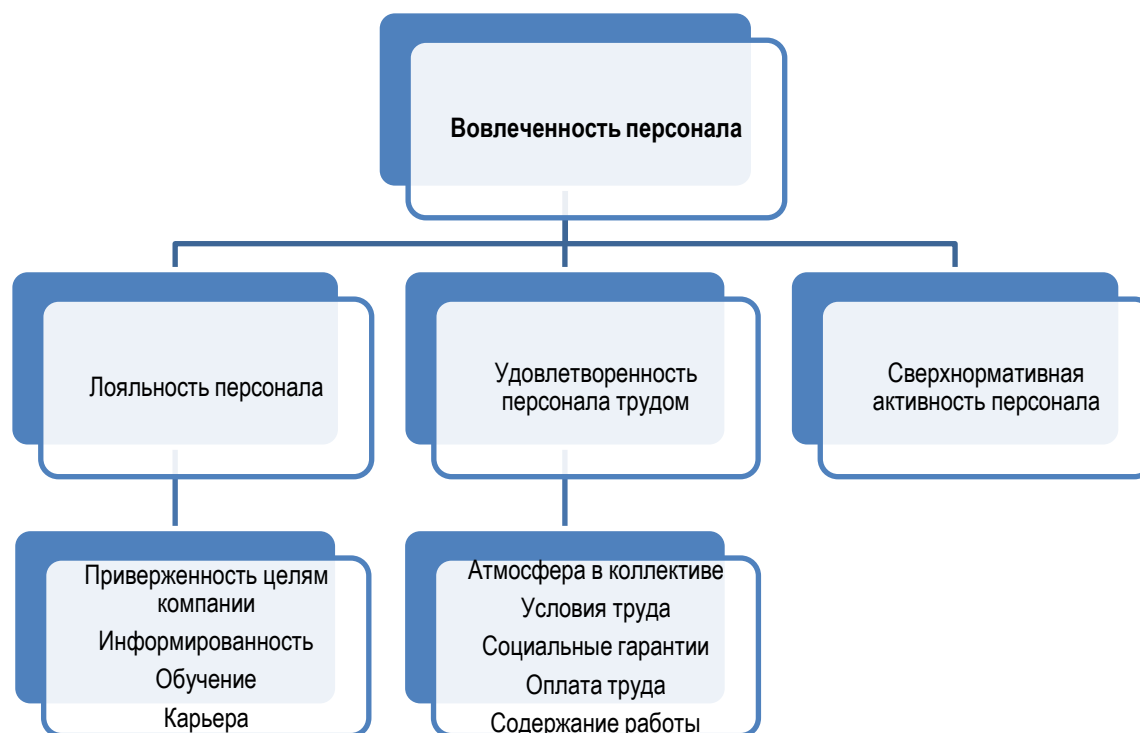 Вовлеченность персонала
Лояльность персонала
Удовлетворенность
персонала трудом
Сверхнормативная
активность персонала
Приверженность целям
компании
Информированность
Обучение
Карьера
Атмосфера в коллективе
Условия труда
Социальные гарантии
Оплата труда
Содержание работы